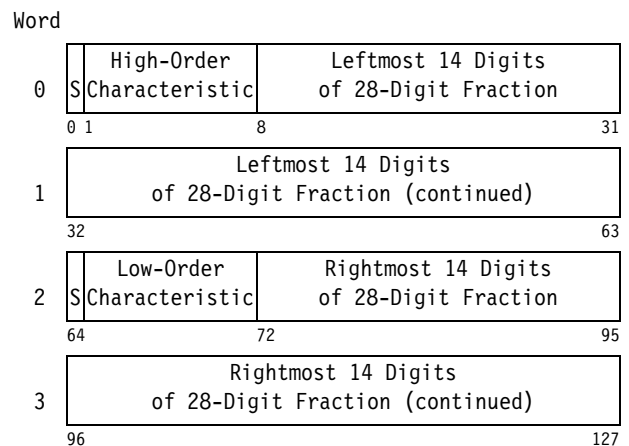 Word
High-Order Leftmost 14 Digits
0 S Characteristic of 28-Digit Fraction
0 1 8 31
Leftmost 14 Digits
1 of 28-Digit Fraction (continued)
32 63
Low-Order Rightmost 14 Digits
2 S Characteristic of 28-Digit Fraction
64 72 95
Rightmost 14 Digits
3 of 28-Digit Fraction (continued)
96 127